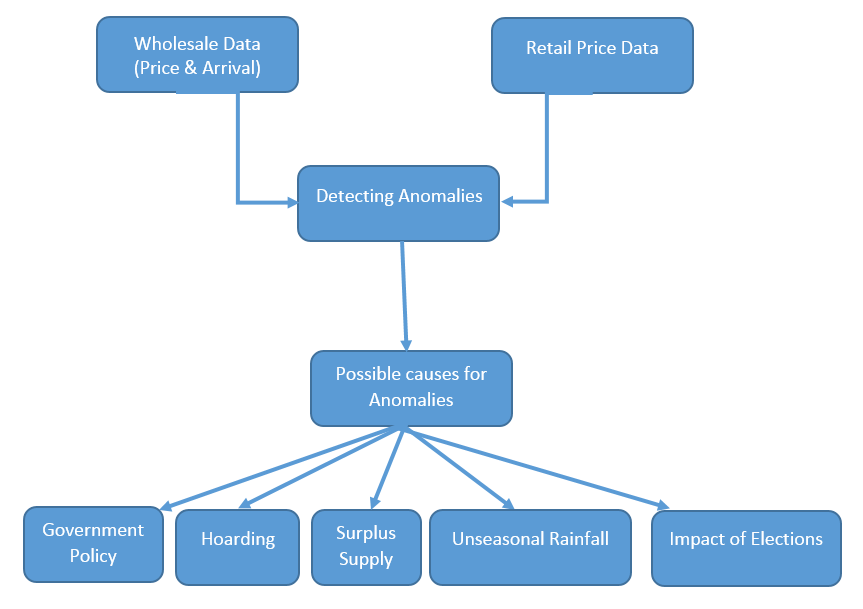 Wholesale Data
(Price & Arrival)
Retail Price Data
Detecting Anomalies
Possible causes for
Anomalies
Government
Policy
Hoarding
Surplus
Supply
Unseasonal Rainfall
Impact of Elections